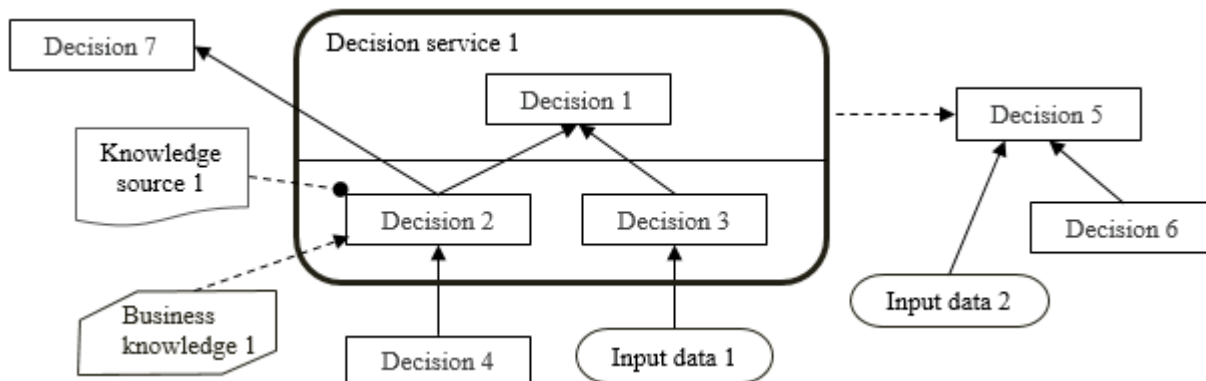 Decision 7
Decision service 1
Decision 1
Decision 5
Knowledge
source 1
Decision 2
Decision 3
Decision 6
Input data 2
Business
knowledge 1
Decision 4
Input data 1